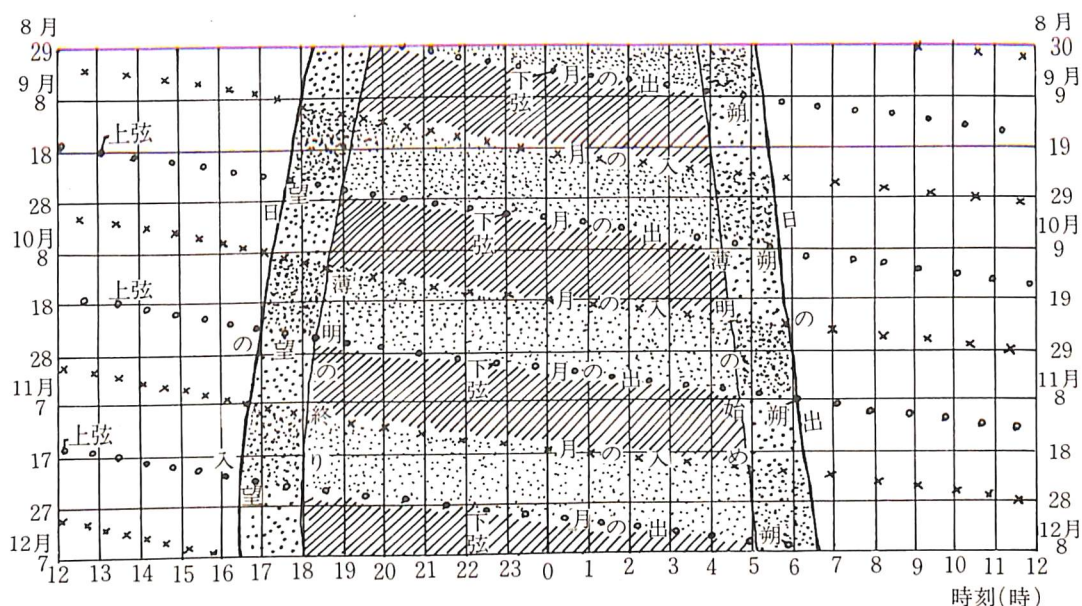 8月
29
9月
8
18
28
10月
8
18
28
11月
7
17
27
12月
7
8月
30
9月
9
19
29
10月
9
19
29
11月
8
18
28
12月
8
上弦
上弦
上弦
下弦
月の出
朔
月の入
望
日の入
下弦
月の出
朔
日の出
薄明の終り
薄明の始め
月の入
望
下弦
月の出
朔
月の入
望
下弦
月の出
朔
12 13 14 15 16 17 18 19 20 21 22 23 0 1 2 3 4 5 6 7 8 9 10 11 12
時刻(時)